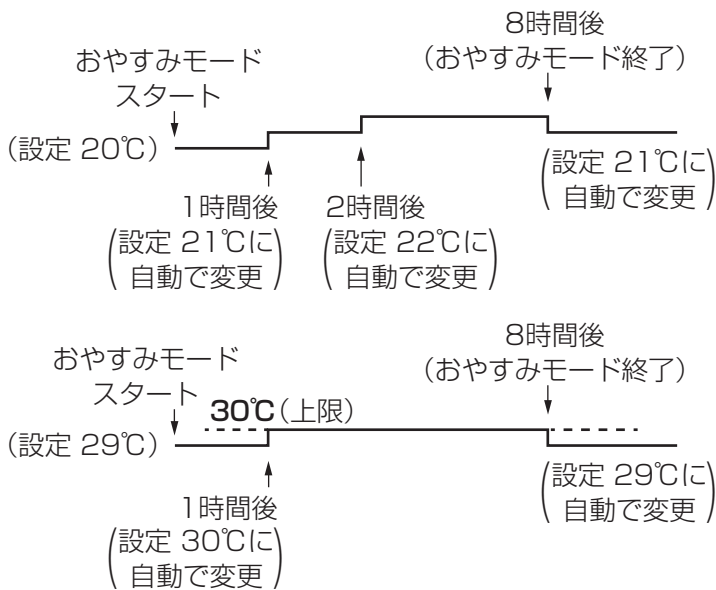 おやすみモード
スタート
8時間後
(おやすみモード終了)
(設定 20℃)
1時間後
(設定 21℃に
自動で変更)
2時間後
(設定 22℃に
自動で変更)
(設定 21℃に
自動で変更)
おやすみモード
スタート
8時間後
(おやすみモード終了)
30℃(上限)
(設定 29℃)
1時間後
(設定 30℃に
自動で変更)
(設定 29℃に
自動で変更)